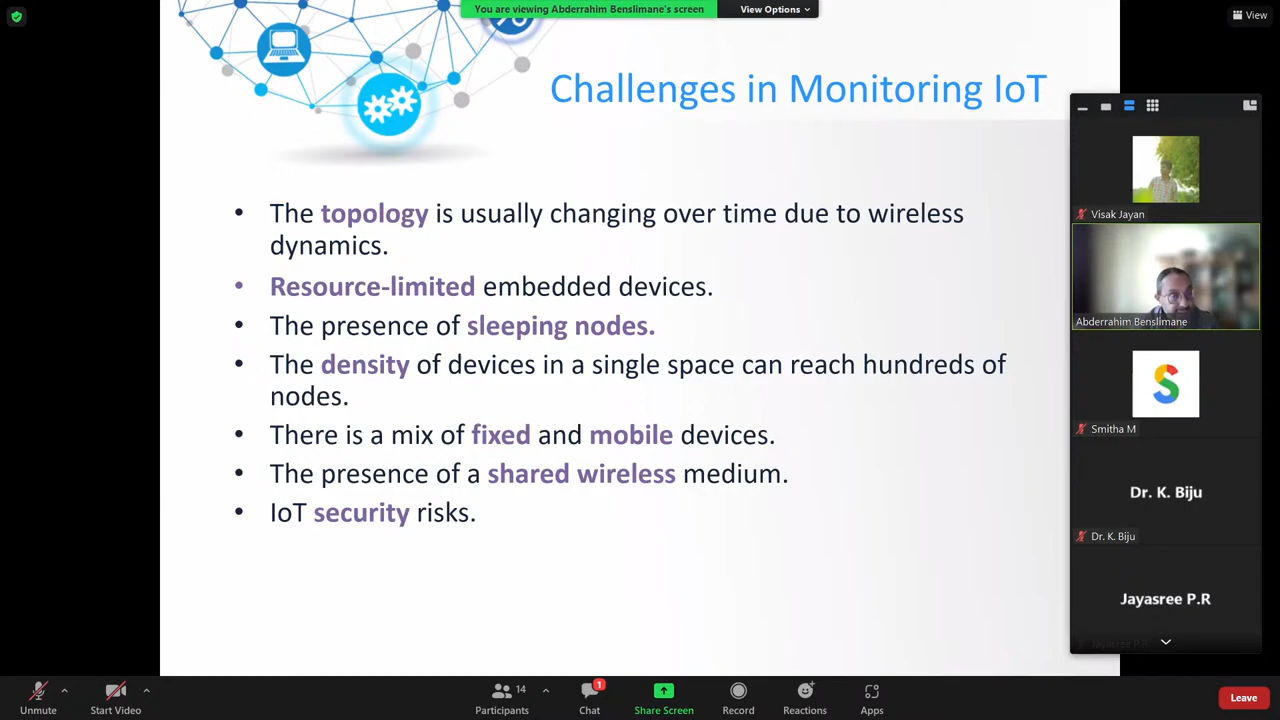 You are viewing Abderrahim Benslimane's screen
View Options
View
Challenges in Monitoring IoT
• The topology is usually changing over time due to wireless
dynamics.
• Resource-limited embedded devices.
• The presence of sleeping nodes.
• The density of devices in a single space can reach hundreds of
nodes.
• There is a mix of fixed and mobile devices.
• The presence of a shared wireless medium.
• IoT security risks.
Visak Jayan
Abderrahim Benslimane
S
Smitha M
Dr. K. Biju
Dr. K. Biju
Jayasree P.R
Jayasree P.R
Unmute
Start Video
14
Participants
1
Chat
Share Screen
Record
Reactions
Apps
Leave